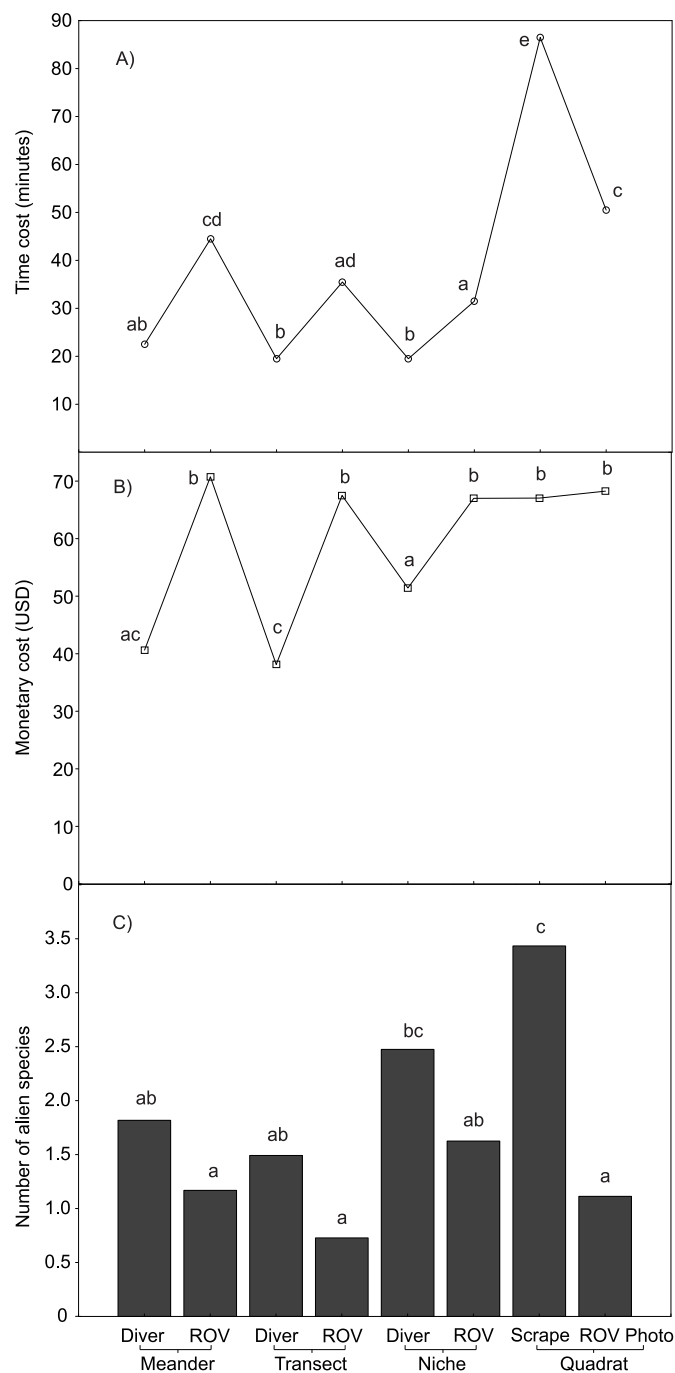 90
A)
80
70
60
50
40
30
20
10
Time cost (minutes)
ab
cd
b
ad
b
a
e
c
B)
70
60
50
40
30
20
10
0
Monetary cost (USD)
ac
b
c
b
a
b
b
b
C)
3.5
3.0
2.5
2.0
1.5
1.0
0.5
0
Number of alien species
ab
a
ab
a
bc
ab
c
a
Diver ROV Diver ROV Diver ROV Scrape ROV Photo
Meander Transect Niche Quadrat